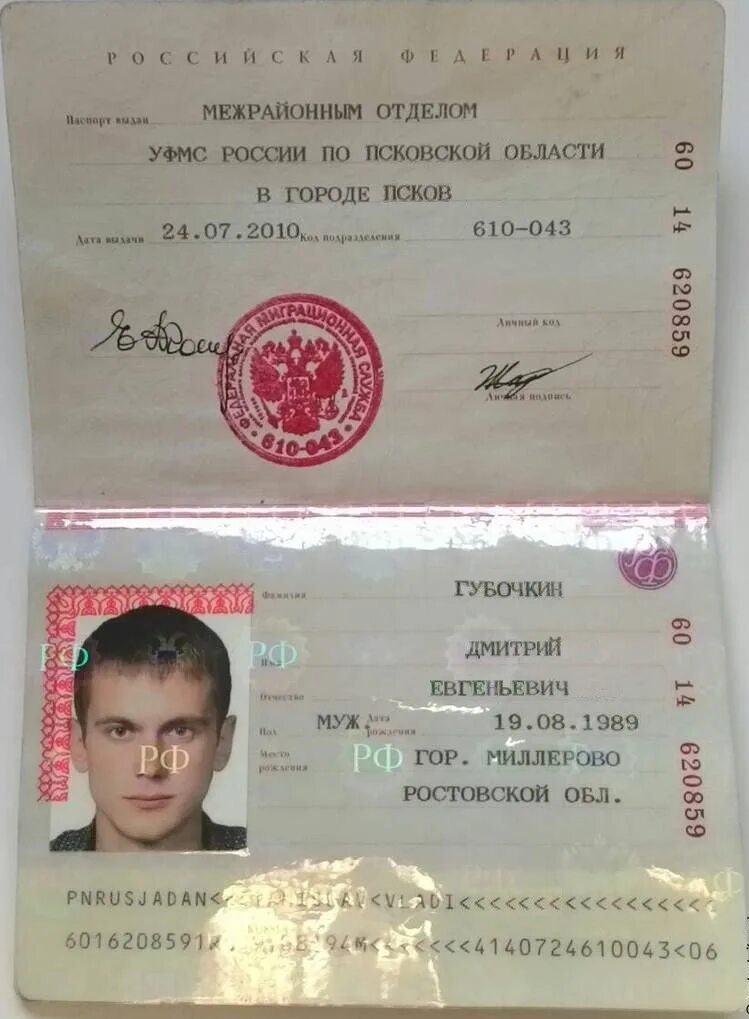 РОССИЙСКАЯ ФЕДЕРАЦИЯ
Паспорт выдан МЕЖРАЙОННЫМ ОТДЕЛОМ
УФМС РОССИИ ПО ПСКОВСКОЙ ОБЛАСТИ
В ГОРОДЕ ПСКОВ
Дата выдачи 24.07.2010 Код подразделения 610-043
60 14 620859
Личный код
Личная подпись
ФЕДЕРАЛЬНАЯ МИГРАЦИОННАЯ СЛУЖБА
610-043
РФ
Фамилия ГУБОЧКИН
Имя ДМИТРИЙ
Отчество ЕВГЕНЬЕВИЧ
Пол МУЖ. Дата рождения 19.08.1989
Место рождения ГОР. МИЛЛЕРОВО
РОСТОВСКОЙ ОБЛ.
60 14 620859
РФ
РФ
РФ
РФ
PNRUSJADAN< <VLADI<<<<<<<<<<<<<<<<<
6016208591 94M<<<<<<<4140724610043<06